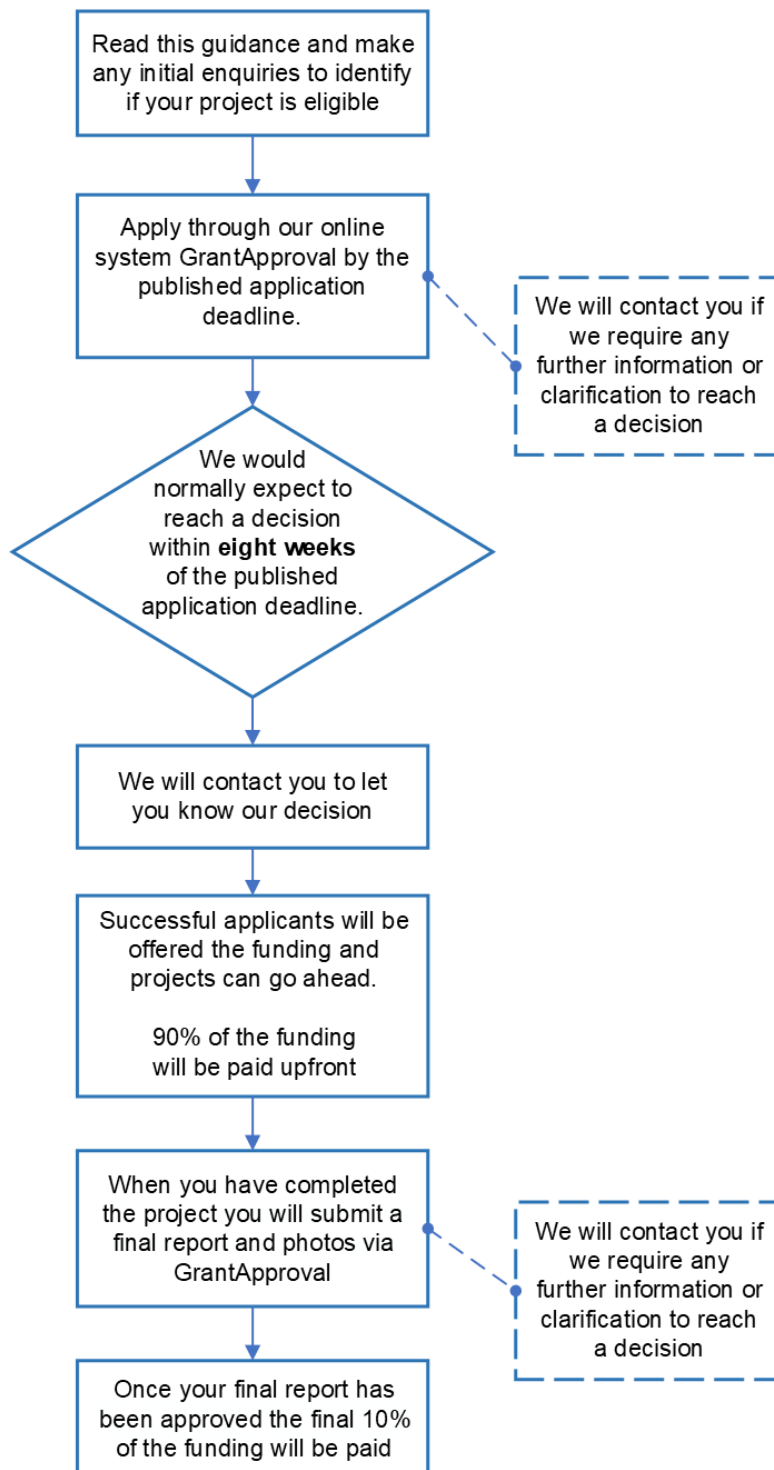 Read this guidance and make
any initial enquiries to identify
if your project is eligible
Apply through our online
system GrantApproval by the
published application
deadline.
We will contact you if
we require any
further information or
clarification to reach
a decision
We would
normally expect to
reach a decision
within eight weeks
of the published
application deadline.
We will contact you to let
you know our decision
Successful applicants will be
offered the funding and
projects can go ahead.
90% of the funding
will be paid upfront
When you have completed
the project you will submit a
final report and photos via
GrantApproval
We will contact you if
we require any
further information or
clarification to reach
a decision
Once your final report has
been approved the final 10%
of the funding will be paid